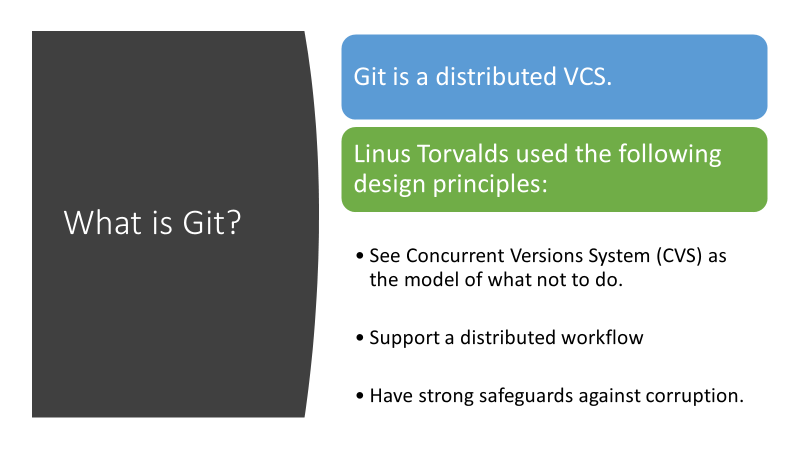 What is Git?
Git is a distributed VCS.
Linus Torvalds used the following
design principles:
• See Concurrent Versions System (CVS) as
the model of what not to do.
• Support a distributed workflow
• Have strong safeguards against corruption.